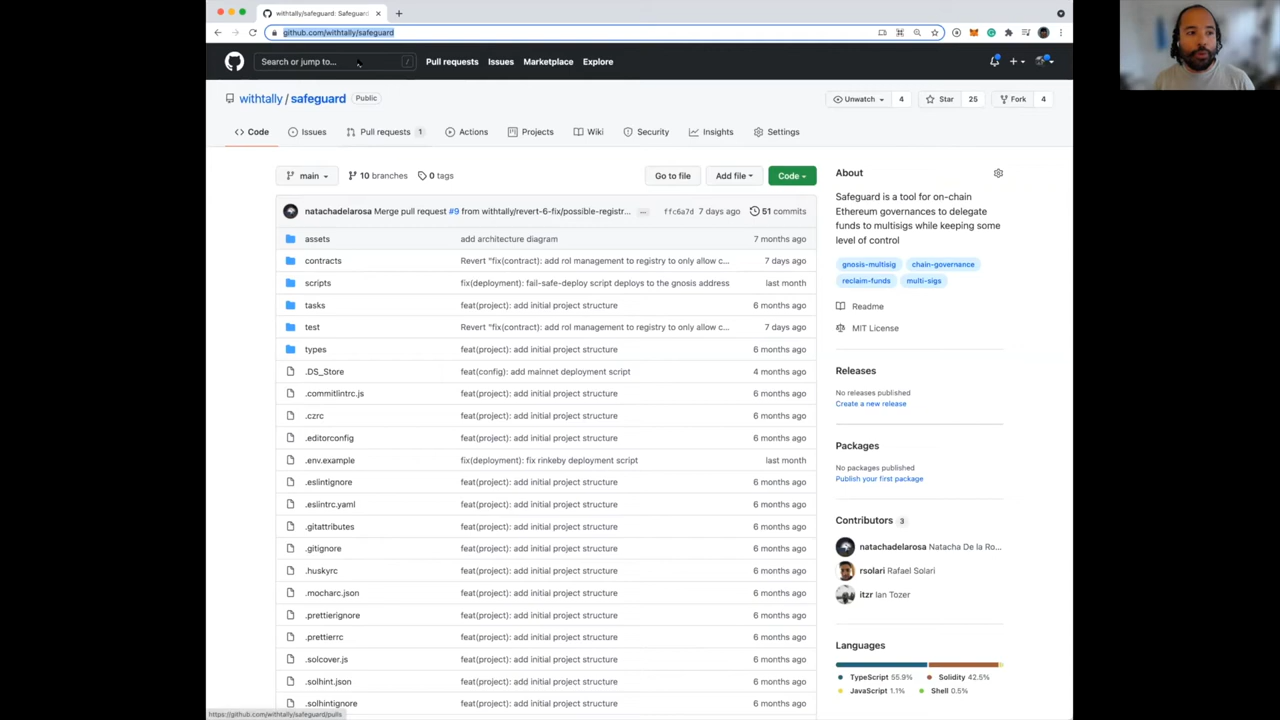 withtally/safeguard: Safeguard
github.com/withtally/safeguard
Search or jump to...
/
Pull requests
Issues
Marketplace
Explore
withtally / safeguard
Public
Unwatch
4
Star
25
Fork
4
Code
Issues
Pull requests
1
Actions
Projects
Wiki
Security
Insights
Settings
main
10 branches
0 tags
Go to file
Add file
Code
natachadelarosa Merge pull request #9 from withtally/revert-6-fix/possible-registr...
...
ffc6a7d 7 days ago
51 commits
assets
add architecture diagram
7 months ago
contracts
Revert "fix(contract): add rol management to registry to only allow c...
7 days ago
scripts
fix(deployment): fail-safe-deploy script deploys to the gnosis address
last month
tasks
feat(project): add initial project structure
6 months ago
test
Revert "fix(contract): add rol management to registry to only allow c...
7 days ago
types
feat(project): add initial project structure
6 months ago
.DS_Store
feat(config): add mainnet deployment script
4 months ago
.commitlintrc.js
feat(project): add initial project structure
6 months ago
.czrc
feat(project): add initial project structure
6 months ago
.editorconfig
feat(project): add initial project structure
6 months ago
.env.example
fix(deployment): fix rinkeby deployment script
last month
.eslintignore
feat(project): add initial project structure
6 months ago
.eslintrc.yaml
feat(project): add initial project structure
6 months ago
.gitattributes
feat(project): add initial project structure
6 months ago
.gitignore
feat(project): add initial project structure
6 months ago
.huskyrc
feat(project): add initial project structure
6 months ago
.mocharc.json
feat(project): add initial project structure
6 months ago
.prettierignore
feat(project): add initial project structure
6 months ago
.prettierrc
feat(project): add initial project structure
6 months ago
.solcover.js
feat(project): add initial project structure
6 months ago
.solhint.json
feat(project): add initial project structure
6 months ago
.solhintignore
feat(project): add initial project structure
6 months ago
About
Safeguard is a tool for on-chain
Ethereum governances to delegate
funds to multisigs while keeping some
level of control
gnosis-multisig
chain-governance
reclaim-funds
multi-sigs
Readme
MIT License
Releases
No releases published
Create a new release
Packages
No packages published
Publish your first package
Contributors 3
natachadelarosa Natacha De la Ro...
rsolari Rafael Solari
itzr Ian Tozer
Languages
TypeScript 55.9%
Solidity 42.5%
JavaScript 1.1%
Shell 0.5%
https://github.com/withtally/safeguard/pulls